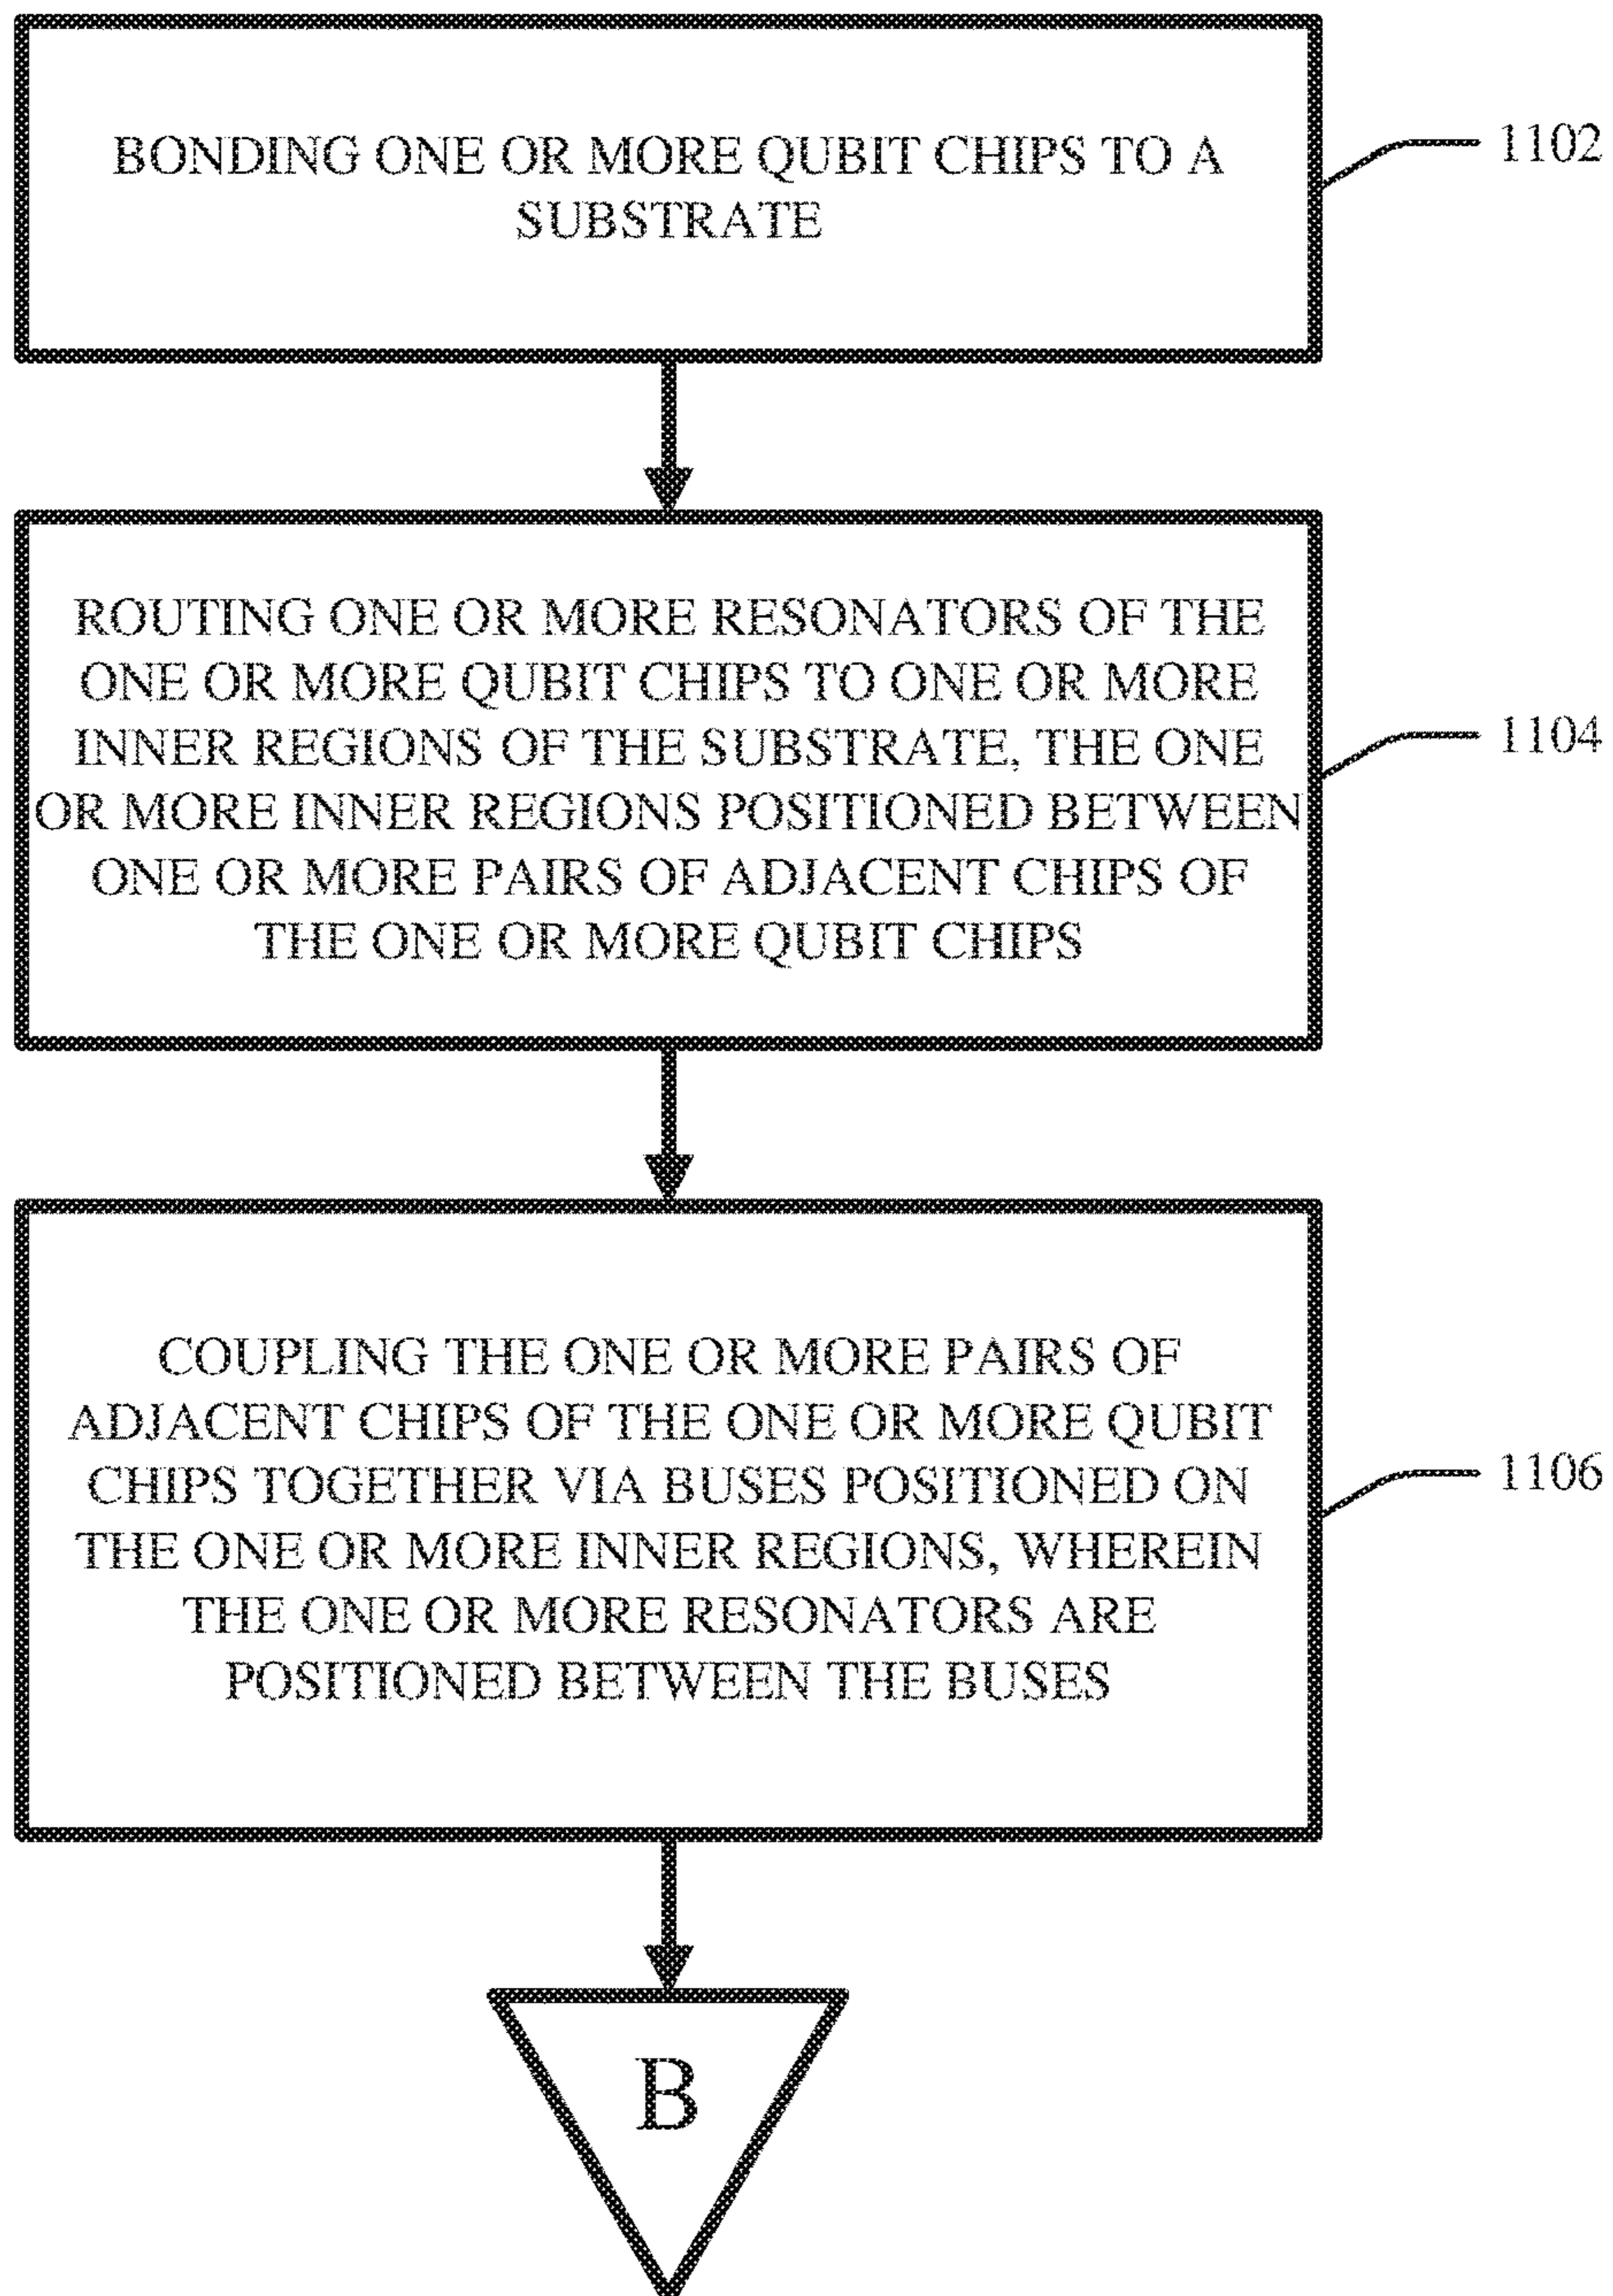 BONDING ONE OR MORE QUBIT CHIPS TO A
SUBSTRATE
1102
ROUTING ONE OR MORE RESONATORS OF THE
ONE OR MORE QUBIT CHIPS TO ONE OR MORE
INNER REGIONS OF THE SUBSTRATE, THE ONE
OR MORE INNER REGIONS POSITIONED BETWEEN
ONE OR MORE PAIRS OF ADJACENT CHIPS OF
THE ONE OR MORE QUBIT CHIPS
1104
COUPLING THE ONE OR MORE PAIRS OF
ADJACENT CHIPS OF THE ONE OR MORE QUBIT
CHIPS TOGETHER VIA BUSES POSITIONED ON
THE ONE OR MORE INNER REGIONS, WHEREIN
THE ONE OR MORE RESONATORS ARE
POSITIONED BETWEEN THE BUSES
1106
B